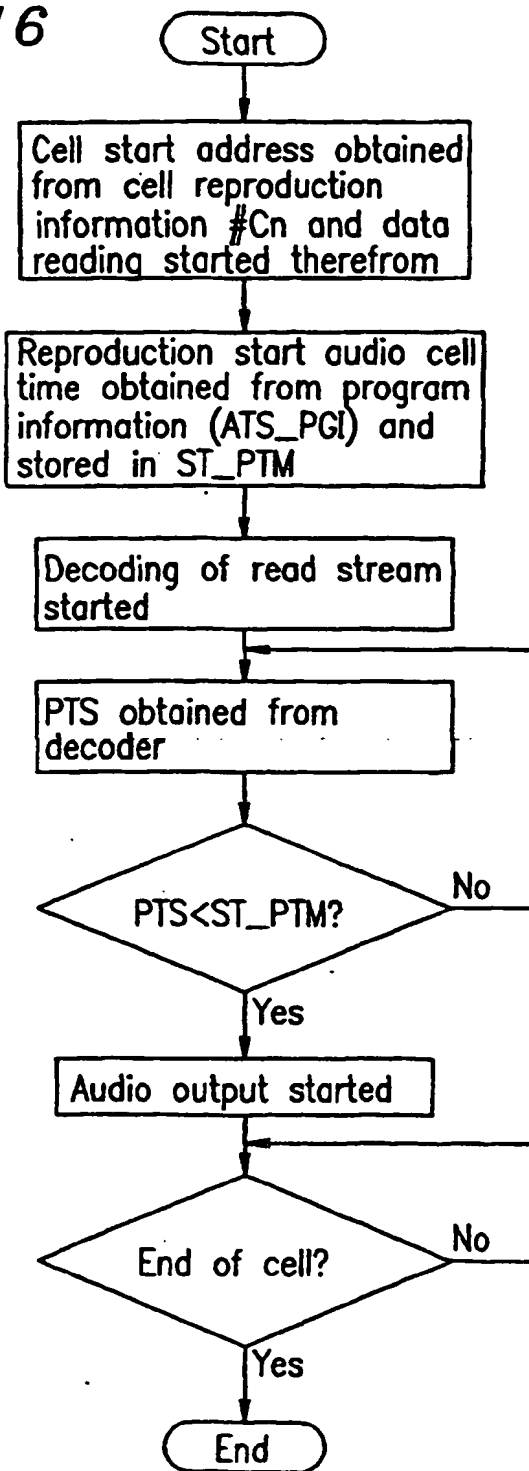 16
Start
Cell start address obtained
from cell reproduction
information #Cn and data
reading started therefrom
Reproduction start audio cell
time obtained from program
information (ATS_PGI) and
stored in ST_PTM
Decoding of read stream
started
PTS obtained from
decoder
PTS<ST_PTM?
No
Yes
Audio output started
End of cell?
No
Yes
End